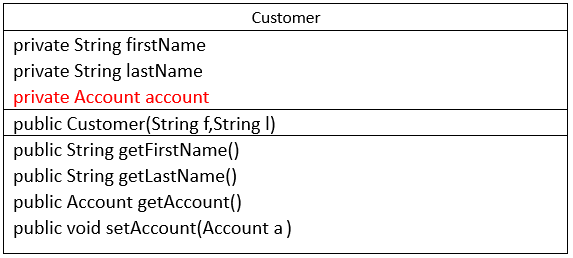 Customer
private String firstName
private String lastName
private Account account
public Customer(String f,String l)
public String getFirstName()
public String getLastName()
public Account getAccount()
public void setAccount(Account a )